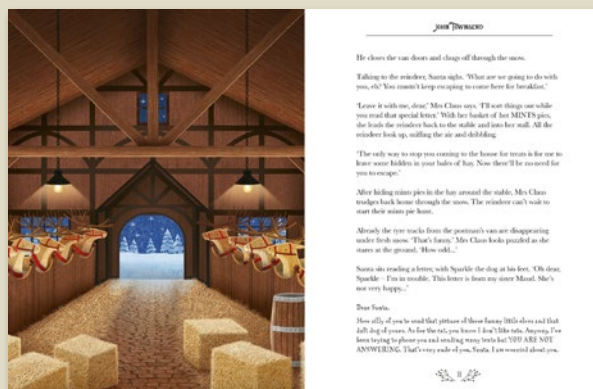 JOHN TOWNSEND
He closes the van doors and chugs off through the snow.
Talking to the reindeer, Santa sighs. ‘What are we going to do with
you, eh? You mustn’t keep escaping to come here for breakfast.’
‘Leave it with me, dear,’ Mrs Claus says. ‘I’ll sort things out while
you read that special letter.’ With her basket of hot MINTS pies,
she leads the reindeer back to the stable and into her stall. All the
reindeer look up, sniffing the air and dribbling.
‘The only way to stop you coming to the house for treats is for me to
leave some hidden in your bales of hay. Now there’ll be no need for
you to escape.’
After hiding mints pies in the hay around the stable, Mrs Claus
trudges back home through the snow. The reindeer can’t wait to
start their mints pie hunt.
Already the tyre tracks from the postman’s van are disappearing
under fresh snow. ‘That’s funny.’ Mrs Claus looks puzzled as she
stares at the ground. ‘How odd...’
Santa sits reading a letter, with Sparkle the dog at his feet. ‘Oh dear,
Sparkle – I’m in trouble. This letter is from my sister Maud. She’s
not very happy...’
Dear Santa,
How silly of you to send that picture of those funny little elves and that
daft dog of yours. As for the cat, you know I don’t like cats. Anyway, I’ve
been trying to phone you and sending many texts but YOU ARE NOT
ANSWERING. That’s very rude of you, Santa. I am worried about you.
11